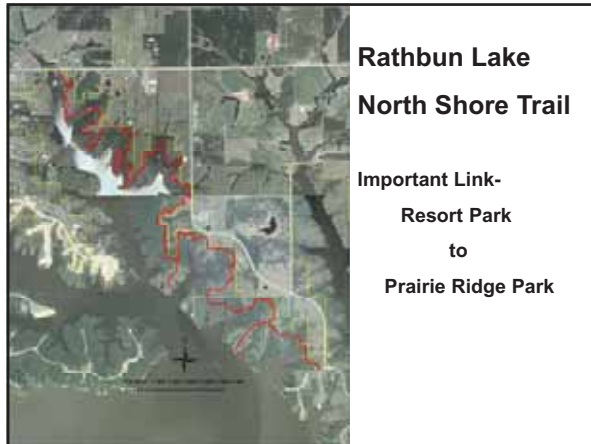 Rathbun Lake
North Shore Trail
Important Link-
Resort Park
to
Prairie Ridge Park